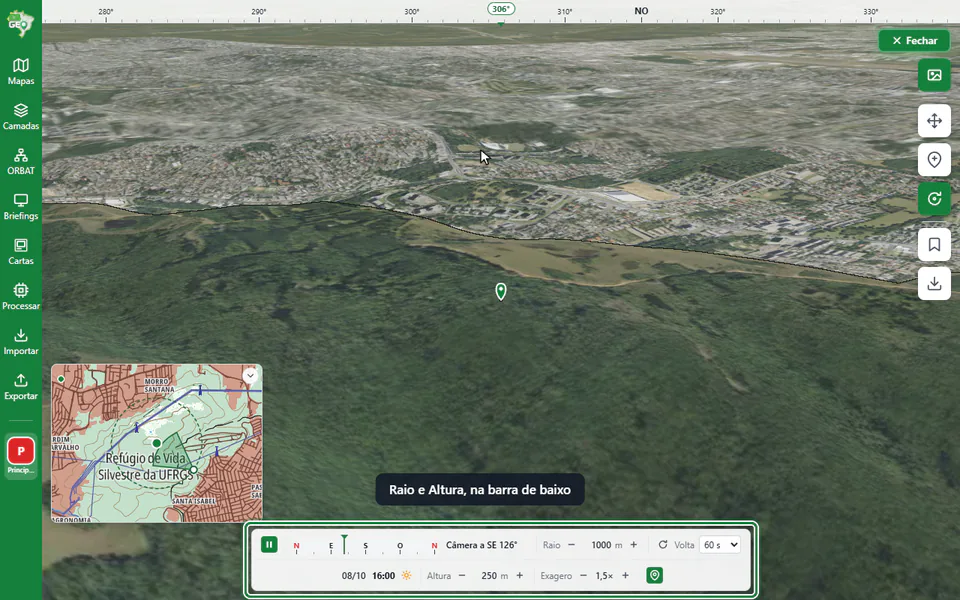 280°
290°
300°
306°
310°
NO
320°
330°
GEO
Fechar
Mapas
Camadas
ORBAT
Briefings
Cartas
Processar
Importar
Exportar
P
Princip...
MORRO
SANTANA
Refúgio de Vida
Silvestre da UFRGS
SANTA ISABEL
Raio e Altura, na barra de baixo
N E S O N Câmera a SE 126° Raio − 1000 m + Volta 60 s
08/10 16:00 Altura − 250 m + Exagero − 1,5× +